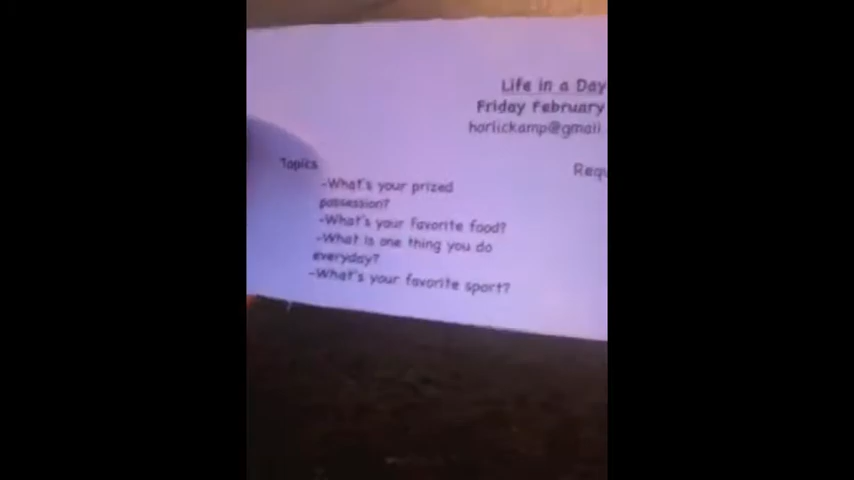 Life in a Day
Friday February
horlickamp@gmail
Topics
Requ
-What's your prized
possession?
-What's your favorite food?
-What is one thing you do
everyday?
-What's your favorite sport?